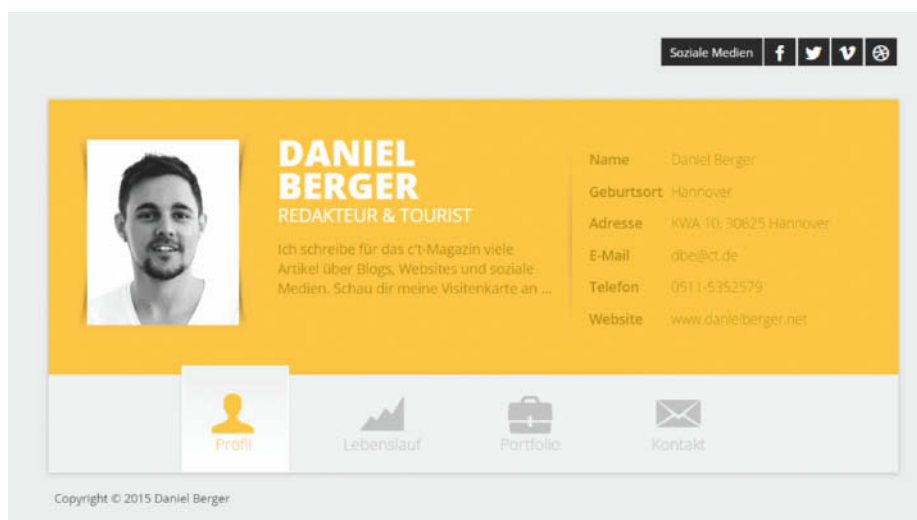 Soziale Medien
DANIEL
BERGER
REDAKTEUR & TOURIST
Ich schreibe für das c't-Magazin viele
Artikel über Blogs, Websites und soziale
Medien. Schau dir meine Visitenkarte an ...
Name Daniel Berger
Geburtsort Hannover
Adresse KWA 10, 30625 Hannover
E-Mail dbe@ct.de
Telefon 0511-5352579
Website www.danielberger.net
Profil
Lebenslauf
Portfolio
Kontakt
Copyright © 2015 Daniel Berger